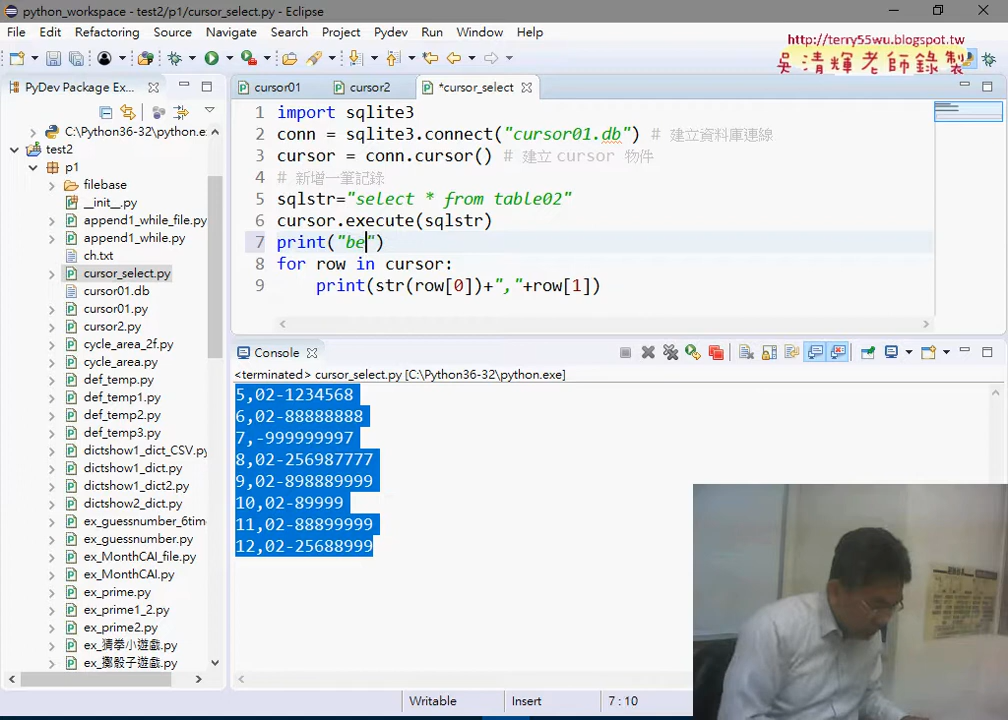 python_workspace - test2/p1/cursor_select.py - Eclipse
File Edit Refactoring Source Navigate Search Project Pydev Run Window Help
http://terry55wu.blogspot.tw
吳清輝老師錄製
PyDev Package Ex...
cursor01
cursor2
*cursor_select
C:\Python36-32\python.e
test2
p1
filebase
__init__.py
append1_while_file.py
append1_while.py
ch.txt
cursor_select.py
cursor01.db
cursor01.py
cursor2.py
cycle_area_2f.py
cycle_area.py
def_temp.py
def_temp1.py
def_temp2.py
def_temp3.py
dictshow1_dict_CSV.py
dictshow1_dict.py
dictshow1_dict2.py
dictshow2_dict.py
ex_guessnumber_6tim
ex_MonthCAI_file.py
ex_MonthCAI.py
ex_prime.py
ex_prime1_2.py
ex_prime2.py
ex_猜拳小遊戲.py
ex_擲骰子遊戲.py
1 import sqlite3
2 conn = sqlite3.connect("cursor01.db") # 建立資料庫連線
3 cursor = conn.cursor() # 建立 cursor 物件
4 # 新增一筆記錄
5 sqlstr="select * from table02"
6 cursor.execute(sqlstr)
7 print("be")
8 for row in cursor:
9 print(str(row[0])+","+row[1])
Console
<terminated> cursor_select.py [C:\Python36-32\python.exe]
5,02-1234568
6,02-88888888
7,-999999997
8,02-256987777
9,02-898889999
10,02-89999
11,02-88899999
12,02-25688999
Writable Insert 7 : 10